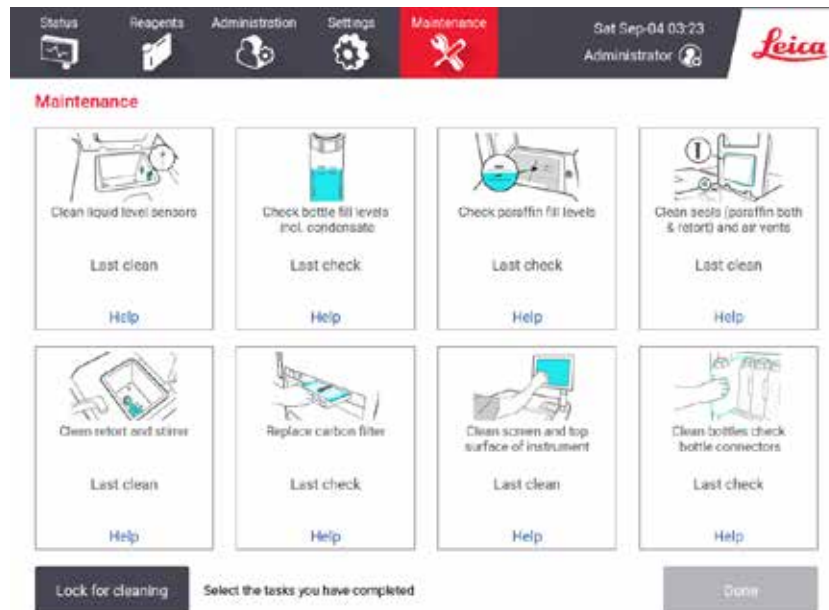 Status Reagents Administration Settings Maintenance Sat Sep-04 03:23
Administrator
Leica
Maintenance
Clean liquid level sensors
Last clean
Help
Check bottle fill levels
incl. condensate
Last check
Help
Check paraffin fill levels
Last check
Help
1
Clean seals (paraffin bath
& retort) and air vents
Last clean
Help
Clean retort and stirrer
Last clean
Help
Replace carbon filter
Last check
Help
Clean screen and top
surface of instrument
Last clean
Help
Clean bottles check
bottle connectors
Last check
Help
Lock for cleaning Select the tasks you have completed Done